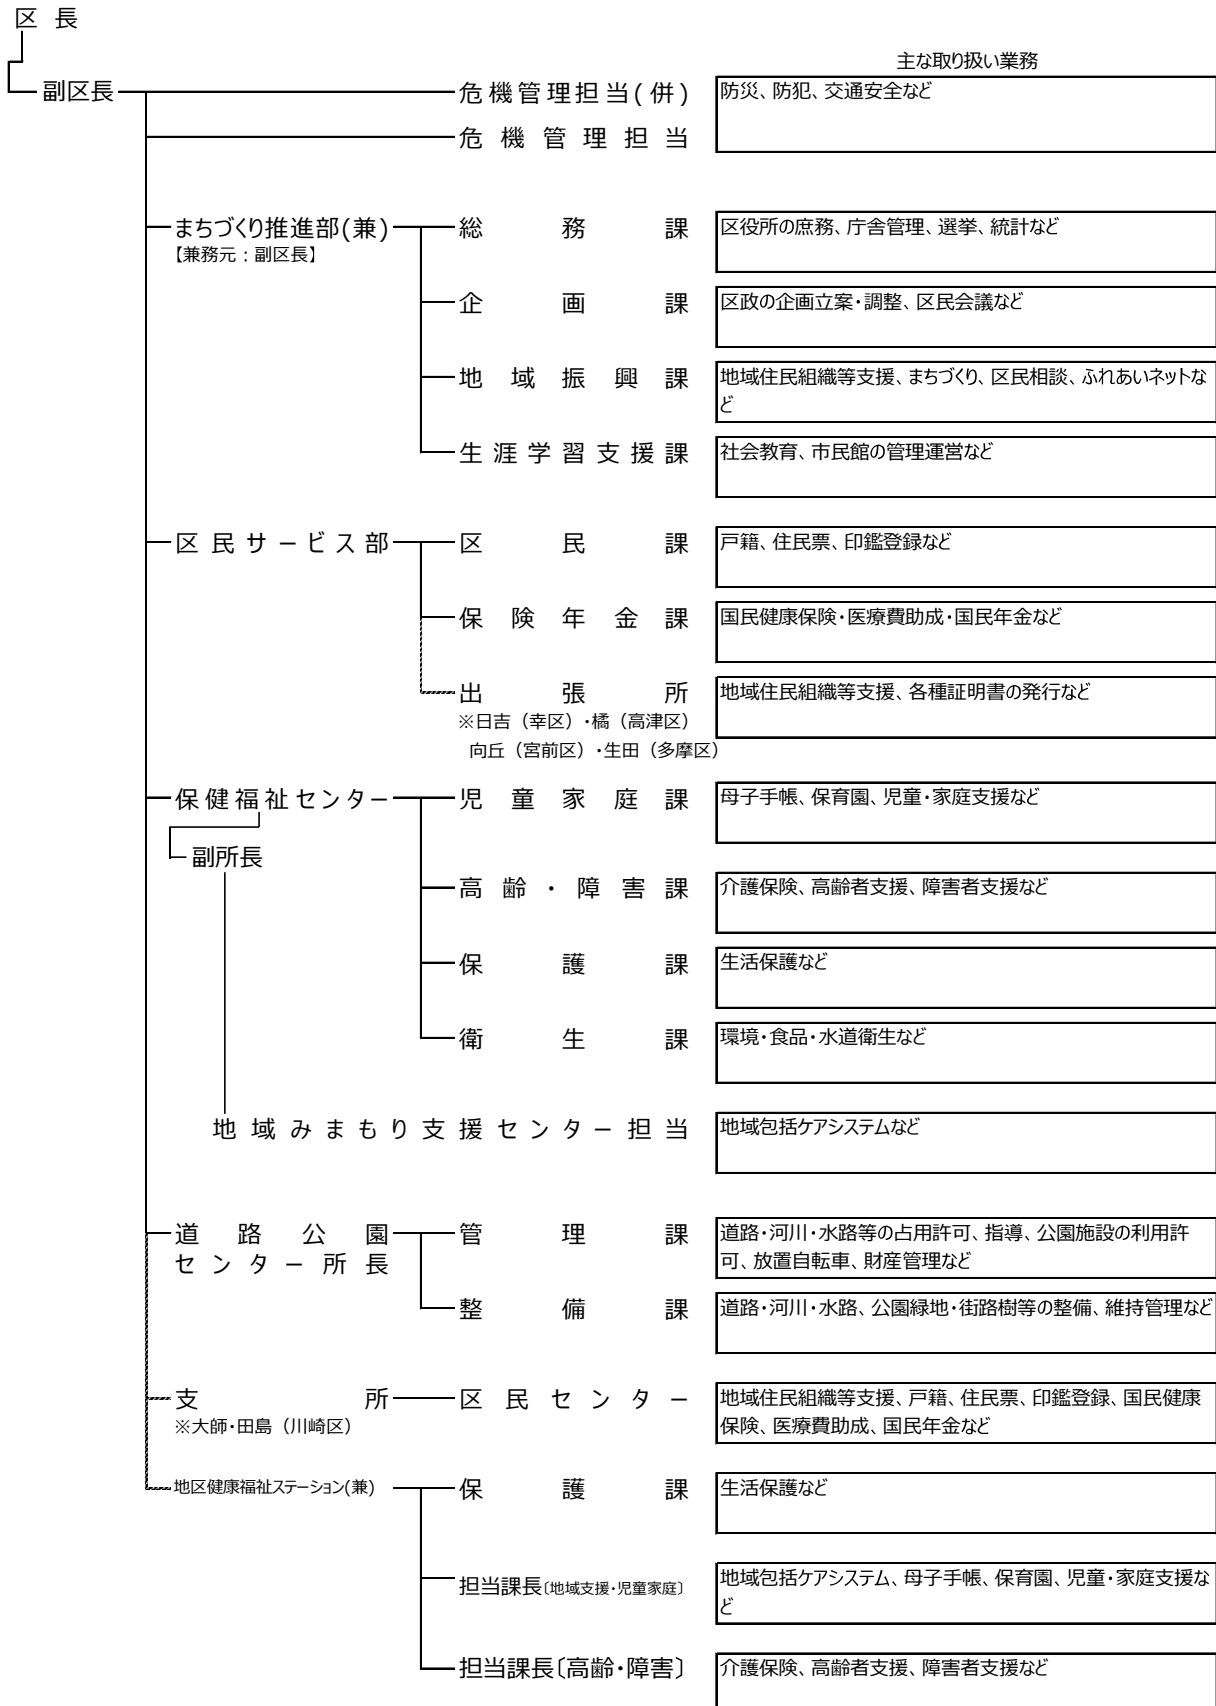 区長
主な取り扱い業務
副区長
危機管理担当(併)
防災、防犯、交通安全など
危機管理担当
まちづくり推進部(兼)
【兼務元：副区長】
総務課
区役所の庶務、庁舎管理、選挙、統計など
企画課
区政の企画立案・調整、区民会議など
地域振興課
地域住民組織等支援、まちづくり、区民相談、ふれあいネットな
ど
生涯学習支援課
社会教育、市民館の管理運営など
区民サービス部
区民課
戸籍、住民票、印鑑登録など
保険年金課
国民健康保険・医療費助成・国民年金など
出張所
地域住民組織等支援、各種証明書の発行など
※日吉（幸区）・橘（高津区）
向丘（宮前区）・生田（多摩区）
保健福祉センター
児童家庭課
母子手帳、保育園、児童・家庭支援など
副所長
高齢・障害課
介護保険、高齢者支援、障害者支援など
保護課
生活保護など
衛生課
環境・食品・水道衛生など
地域みまもり支援センター担当
地域包括ケアシステムなど
道路公園
センター所長
管理課
道路・河川・水路等の占用許可、指導、公園施設の利用許
可、放置自転車、財産管理など
整備課
道路・河川・水路、公園緑地・街路樹等の整備、維持管理など
支所
※大師・田島（川崎区）
区民センター
地域住民組織等支援、戸籍、住民票、印鑑登録、国民健康
保険、医療費助成、国民年金など
地区健康福祉ステーション(兼)
保護課
生活保護など
担当課長〔地域支援・児童家庭〕
地域包括ケアシステム、母子手帳、保育園、児童・家庭支援な
ど
担当課長〔高齢・障害〕
介護保険、高齢者支援、障害者支援など